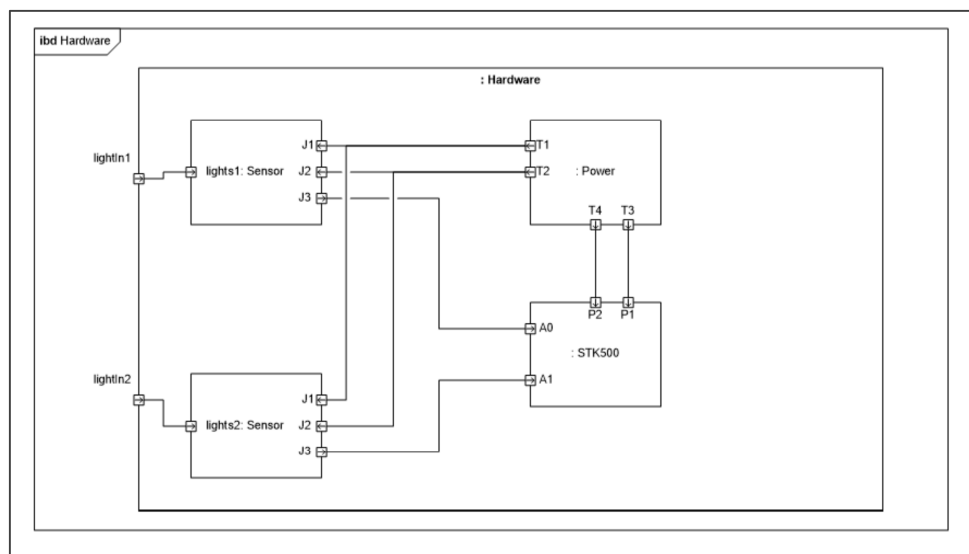 ibd Hardware
: Hardware
lightIn1
lights1: Sensor
J1
J2
J3
T1
T2
: Power
T4
T3
P2
P1
A0
: STK500
A1
lightIn2
lights2: Sensor
J1
J2
J3